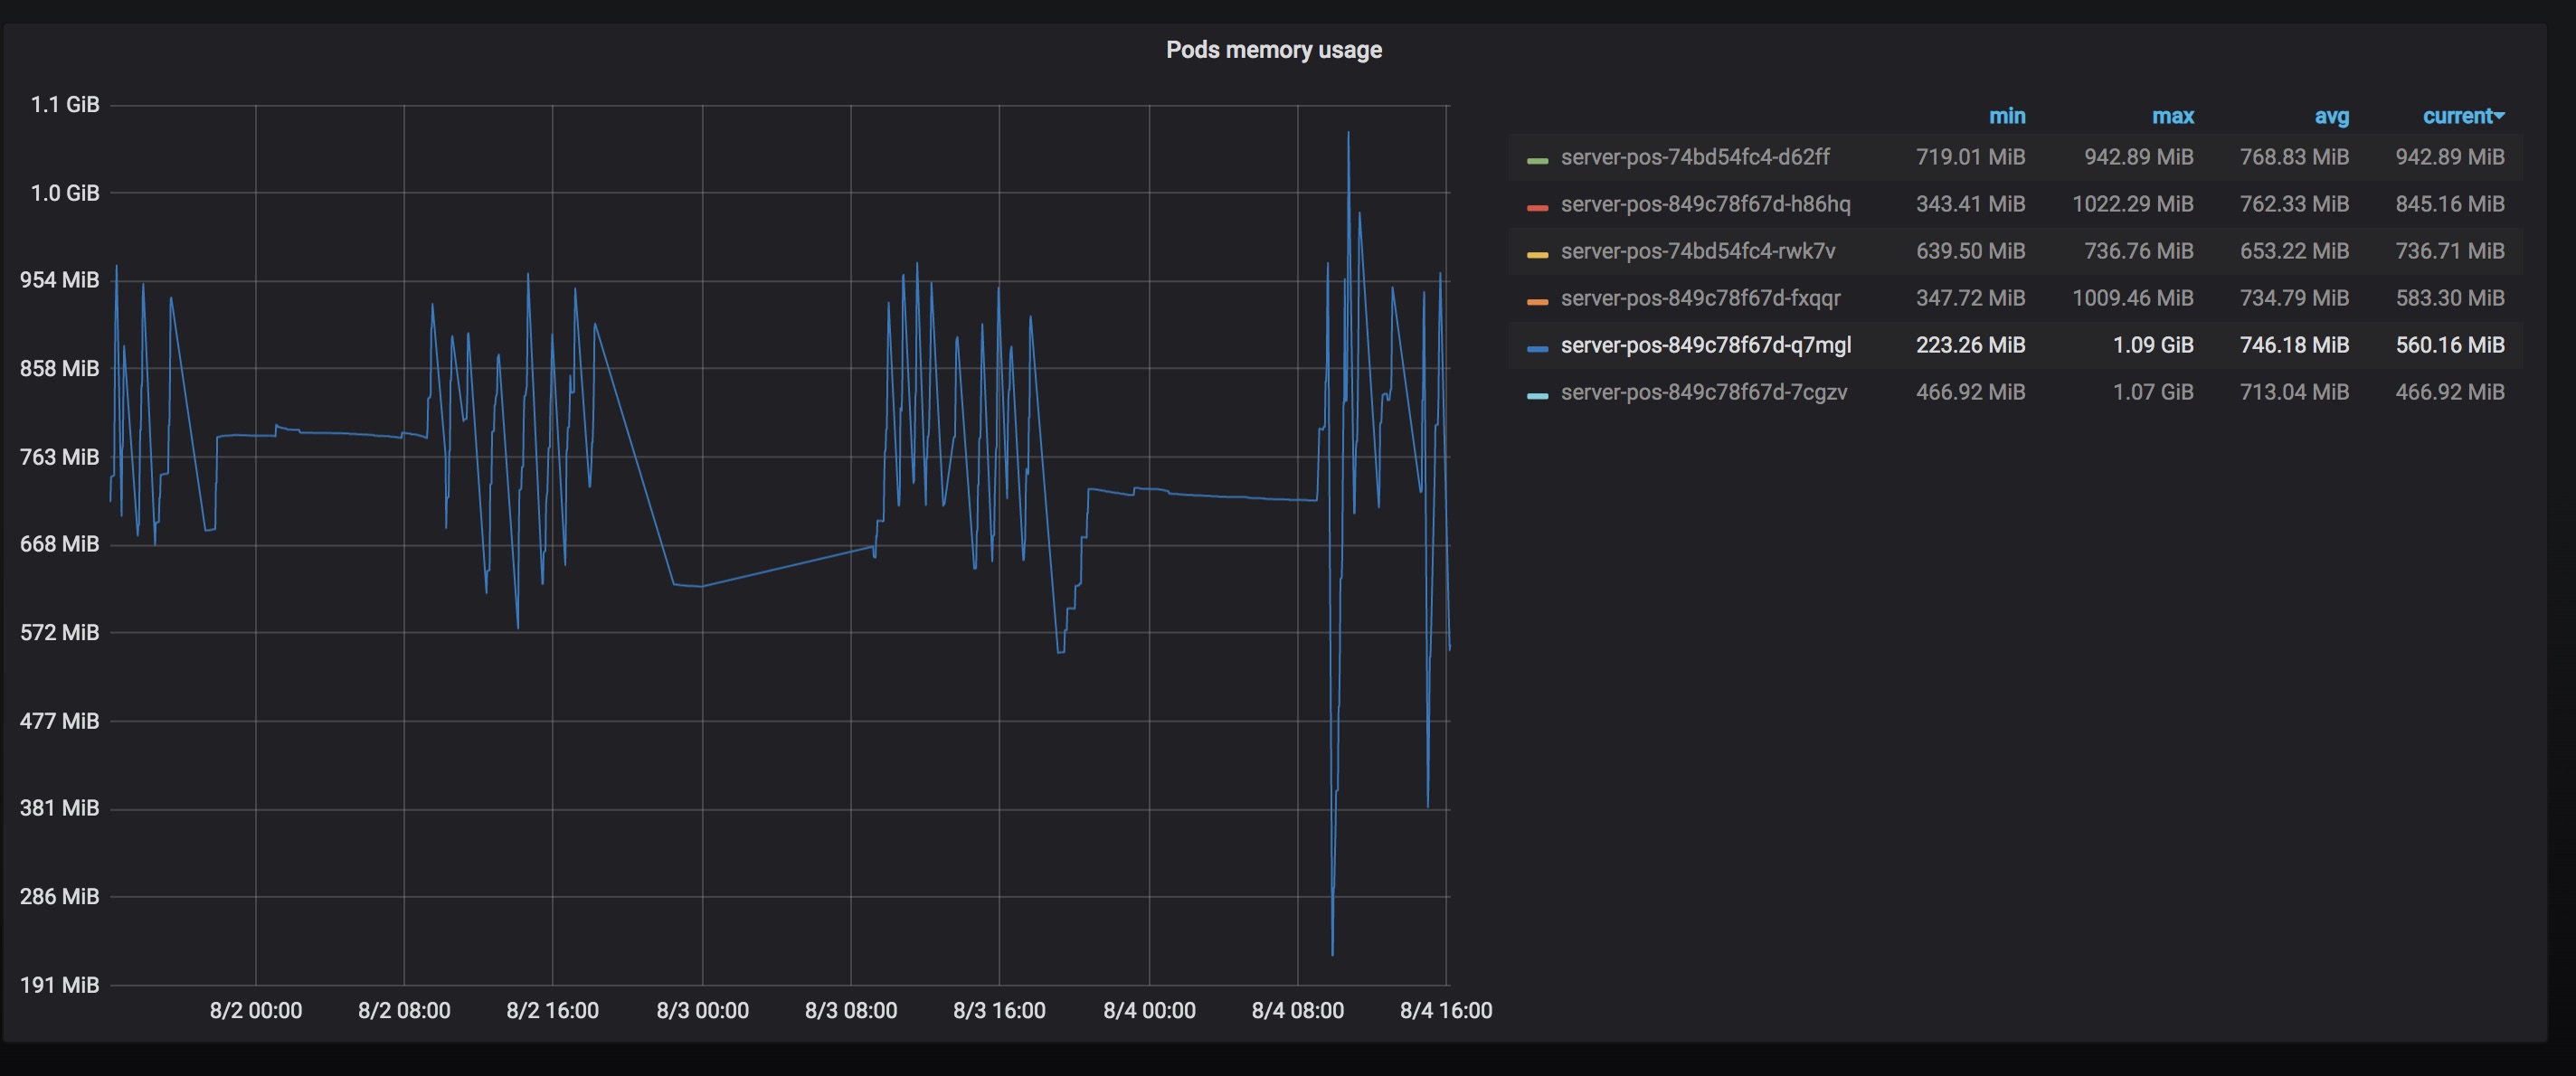 Pods memory usage
1.1 GiB
1.0 GiB
954 MiB
858 MiB
763 MiB
668 MiB
572 MiB
477 MiB
381 MiB
286 MiB
191 MiB
8/2 00:00 8/2 08:00 8/2 16:00 8/3 00:00 8/3 08:00 8/3 16:00 8/4 00:00 8/4 08:00 8/4 16:00
min max avg current
server-pos-74bd54fc4-d62ff 719.01 MiB 942.89 MiB 768.83 MiB 942.89 MiB
server-pos-849c78f67d-h86hq 343.41 MiB 1022.29 MiB 762.33 MiB 845.16 MiB
server-pos-74bd54fc4-rwk7v 639.50 MiB 736.76 MiB 653.22 MiB 736.71 MiB
server-pos-849c78f67d-fxqqr 347.72 MiB 1009.46 MiB 734.79 MiB 583.30 MiB
server-pos-849c78f67d-q7mgl 223.26 MiB 1.09 GiB 746.18 MiB 560.16 MiB
server-pos-849c78f67d-7cgzv 466.92 MiB 1.07 GiB 713.04 MiB 466.92 MiB